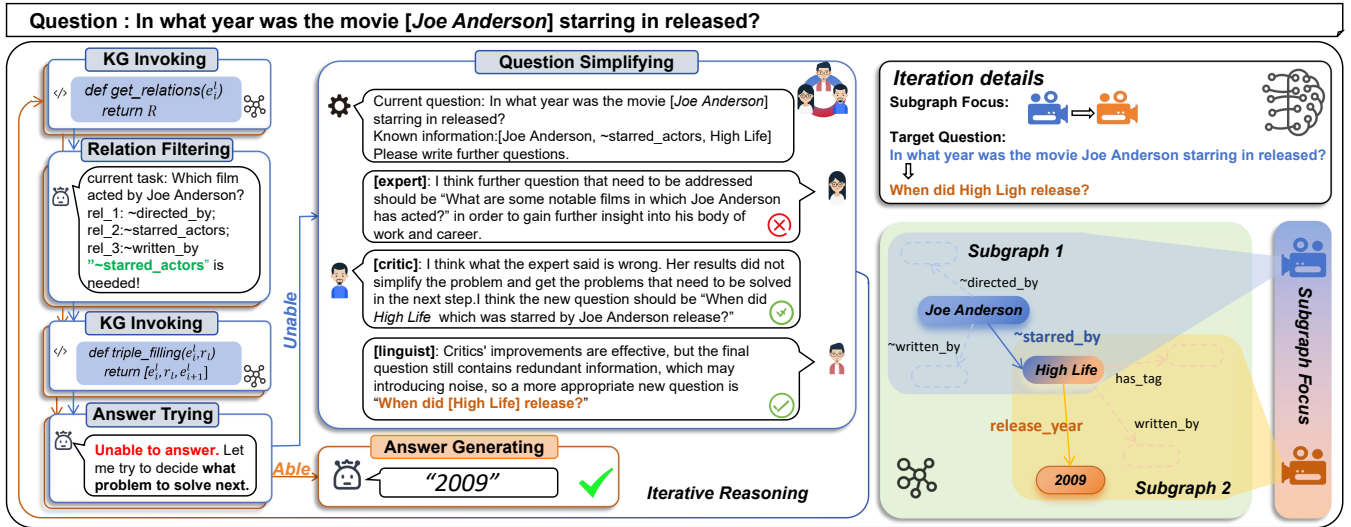 Question : In what year was the movie [Joe Anderson] starring in released?
KG Invoking
</>
def get_relations(e_i^l)
return R
Relation Filtering
current task: Which film
acted by Joe Anderson?
rel_1: ~directed_by;
rel_2:~starred_actors;
rel_3:~written_by
"~starred_actors" is
needed!
KG Invoking
</>
def triple_filling(e_i^l,r_l)
return [e_i^l, r_l, e_{i+1}^l]
Answer Trying
Unable to answer. Let
me try to decide what
problem to solve next.
Unable
Able
Question Simplifying
Current question: In what year was the movie [Joe Anderson]
starring in released?
Known information:[Joe Anderson, ~starred_actors, High Life]
Please write further questions.
[expert]: I think further question that need to be addressed
should be “What are some notable films in which Joe Anderson
has acted?” in order to gain further insight into his body of
work and career.
[critic]: I think what the expert said is wrong. Her results did not
simplify the problem and get the problems that need to be solved
in the next step.I think the new question should be “When did
High Life which was starred by Joe Anderson release?”
[linguist]: Critics' improvements are effective, but the final
question still contains redundant information, which may
introducing noise, so a more appropriate new question is
“When did [High Life] release?”
Answer Generating
“2009”
Iterative Reasoning
Iteration details
Subgraph Focus:
Target Question:
In what year was the movie Joe Anderson starring in released?
When did High Ligh release?
Subgraph 1
~directed_by
Joe Anderson
~starred_by
~written_by
High Life
has_tag
release_year
written_by
2009
Subgraph 2
Subgraph Focus